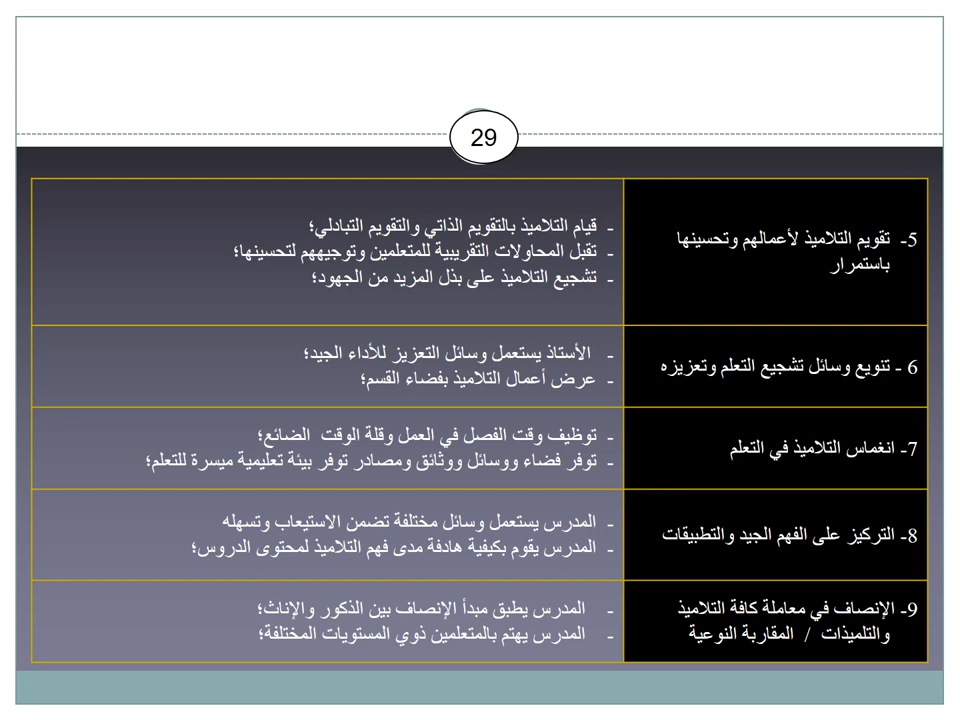 29
5- تقويم التلاميذ لأعمالهم وتحسينها
باستمرار
- قيام التلاميذ بالتقويم الذاتي والتقويم التبادلي؛
- تقبل المحاولات التقريبية للمتعلمين وتوجيههم لتحسينها؛
- تشجيع التلاميذ على بذل المزيد من الجهود؛
6 - تنويع وسائل تشجيع التعلم وتعزيزه
- الأستاذ يستعمل وسائل التعزيز للأداء الجيد؛
- عرض أعمال التلاميذ بفضاء القسم؛
7- انغماس التلاميذ في التعلم
- توظيف وقت الفصل في العمل وقلة الوقت الضائع؛
- توفر فضاء ووسائل ووثائق ومصادر توفر بيئة تعليمية ميسرة للتعلم؛
8- التركيز على الفهم الجيد والتطبيقات
- المدرس يستعمل وسائل مختلفة تضمن الاستيعاب وتسهله
- المدرس يقوم بكيفية هادفة مدى فهم التلاميذ لمحتوى الدروس؛
9- الإنصاف في معاملة كافة التلاميذ
والتلميذات / المقاربة النوعية
- المدرس يطبق مبدأ الإنصاف بين الذكور والإناث؛
- المدرس يهتم بالمتعلمين ذوي المستويات المختلفة؛